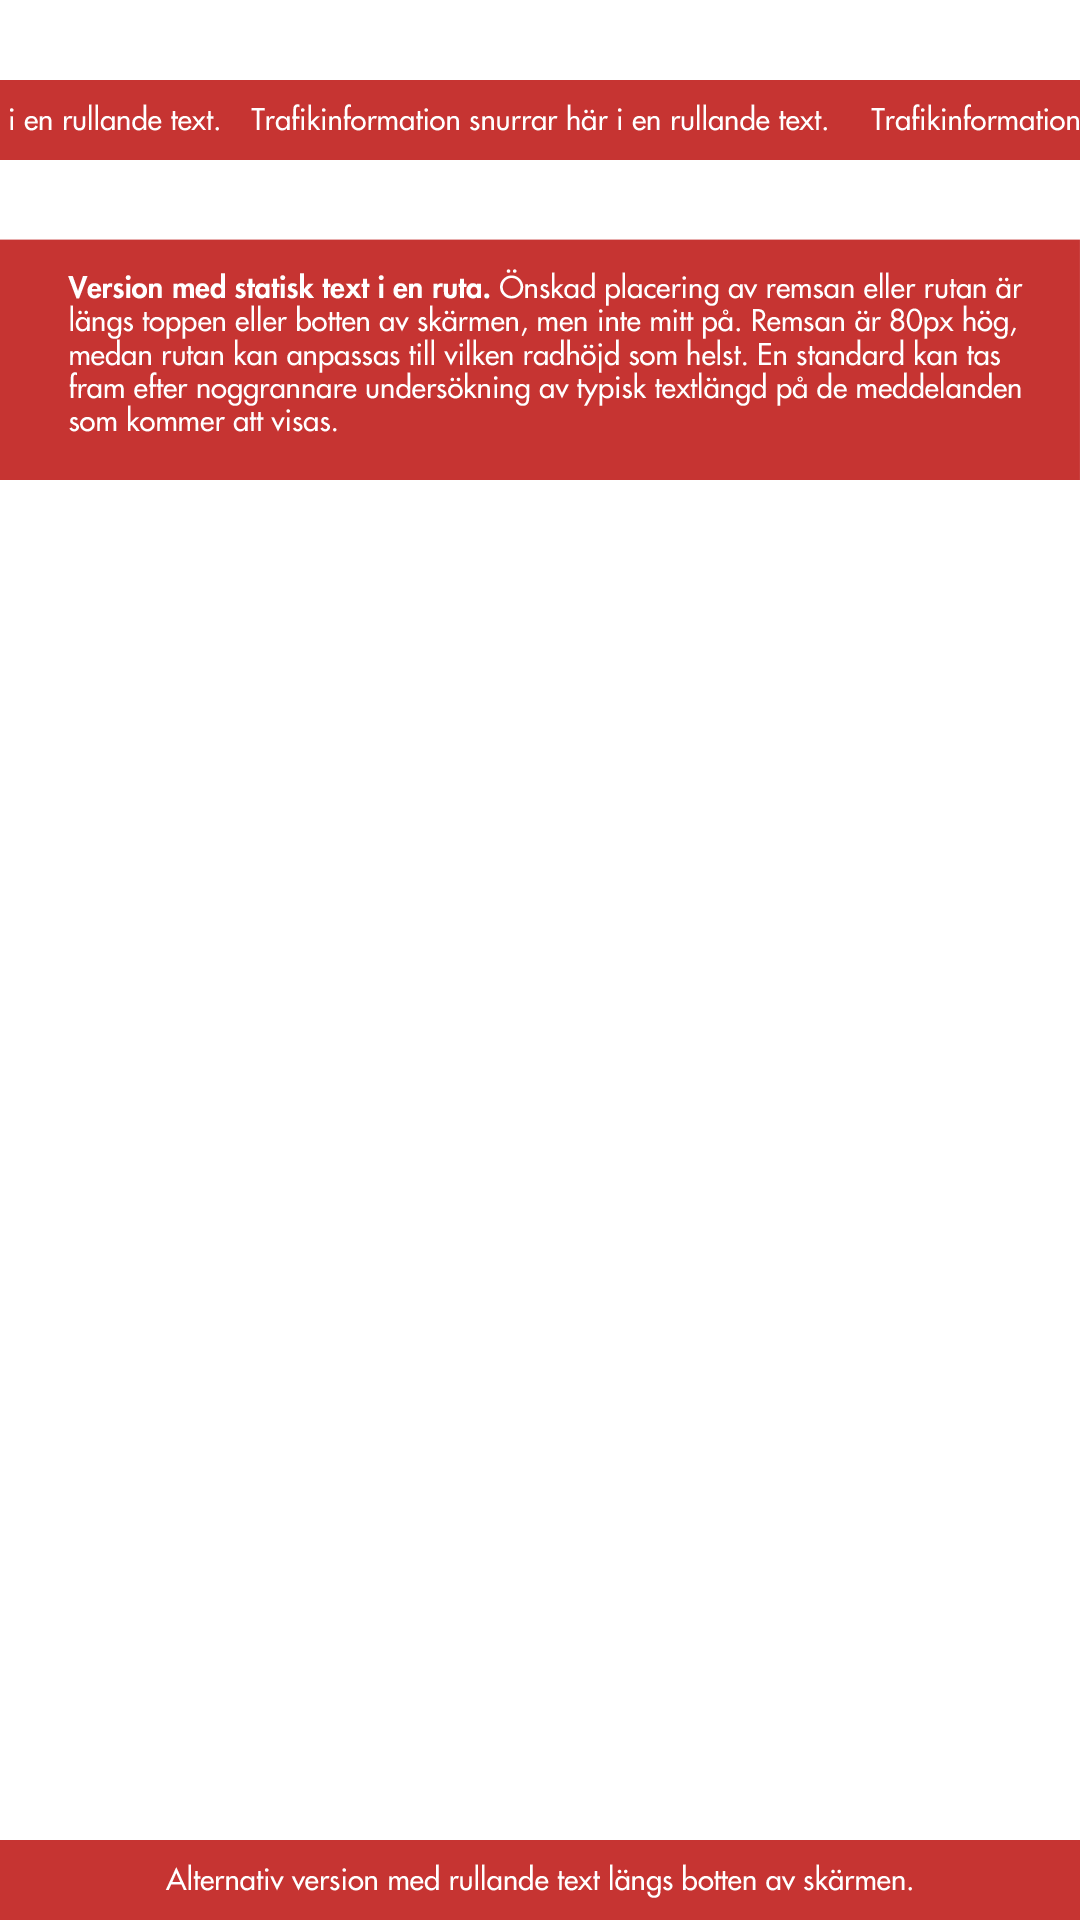 i en rullande text. Trafikinformation snurrar här i en rullande text. Trafikinformation
Version med statisk text i en ruta. Önskad placering av remsan eller rutan är
längs toppen eller botten av skärmen, men inte mitt på. Remsan är 80px hög,
medan rutan kan anpassas till vilken radhöjd som helst. En standard kan tas
fram efter noggrannare undersökning av typisk textlängd på de meddelanden
som kommer att visas.
Alternativ version med rullande text längs botten av skärmen.